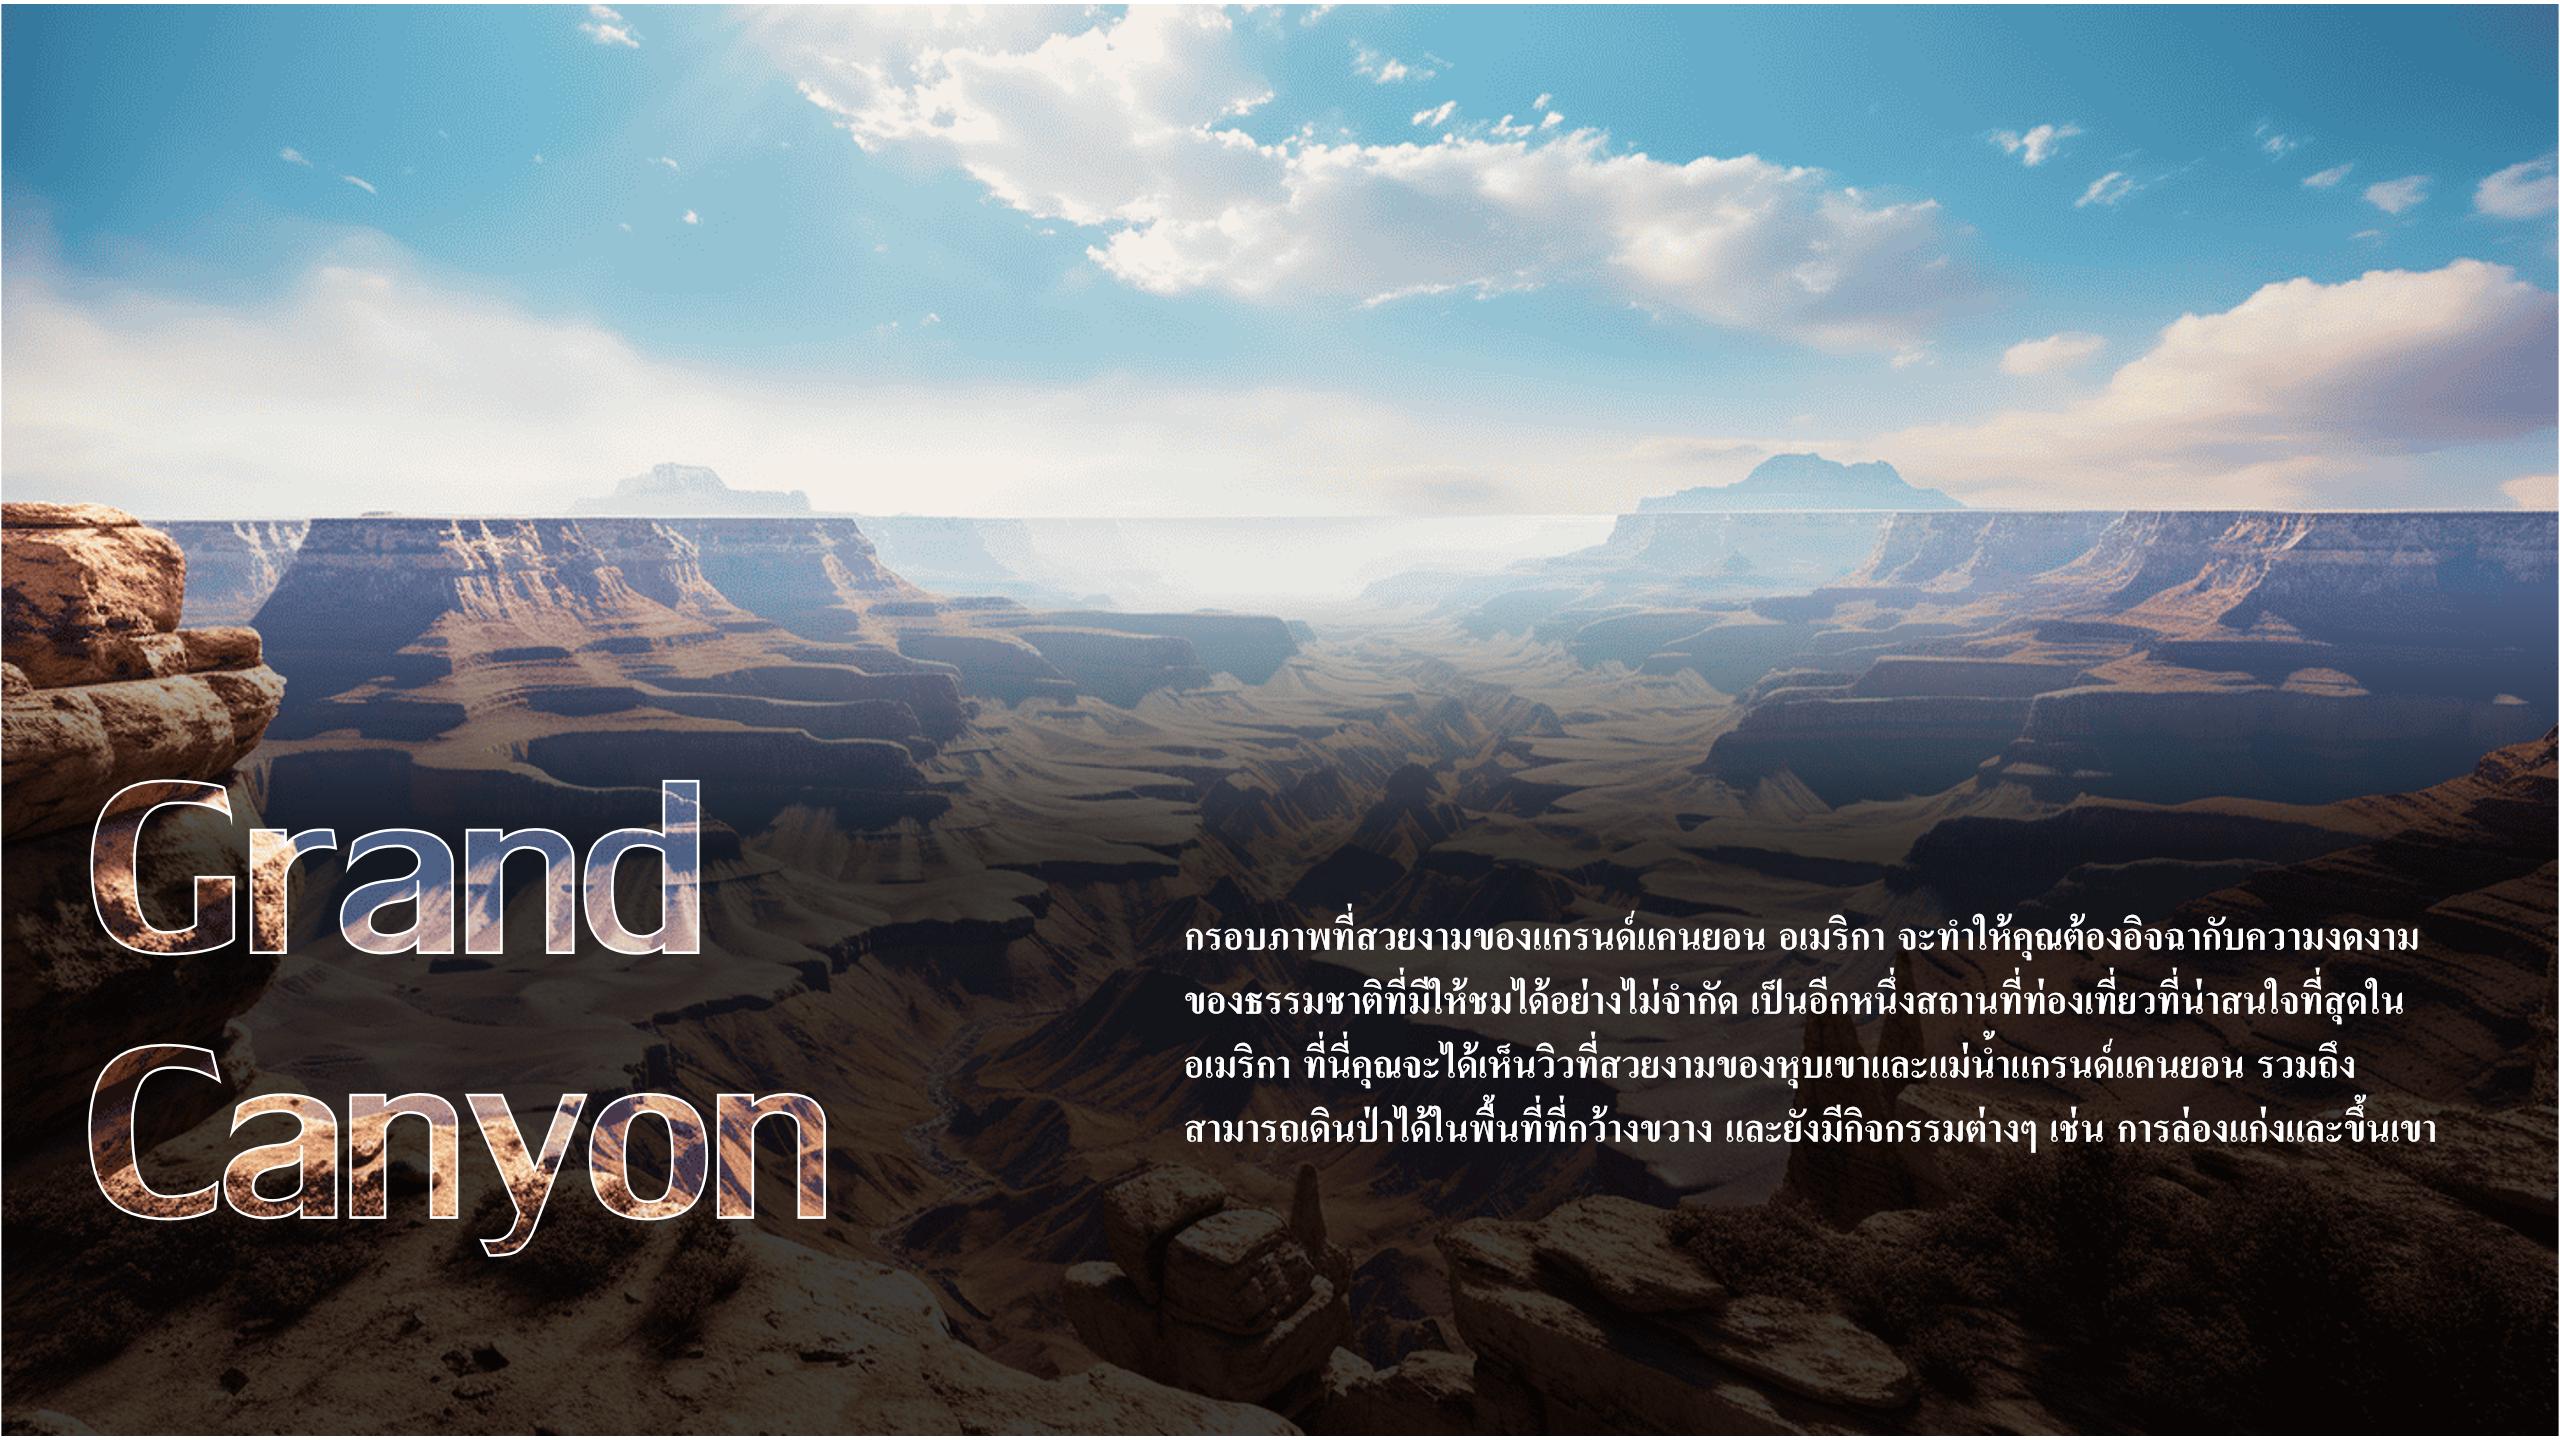 Grand
Canyon
กรอบภาพที่สวยงามของแกรนด์แคนยอน อเมริกา จะทำให้คุณต้องอิจฉากับความงดงาม
ของธรรมชาติที่มีให้ชมได้อย่างไม่จำกัด เป็นอีกหนึ่งสถานที่ท่องเที่ยวที่น่าสนใจที่สุดใน
อเมริกา ที่นี่คุณจะได้เห็นวิวที่สวยงามของหุบเขาและแม่น้ำแกรนด์แคนยอน รวมถึง
สามารถเดินป่าได้ในพื้นที่ที่กว้างขวาง และยังมีกิจกรรมต่างๆ เช่น การล่องแก่งและขึ้นเขา